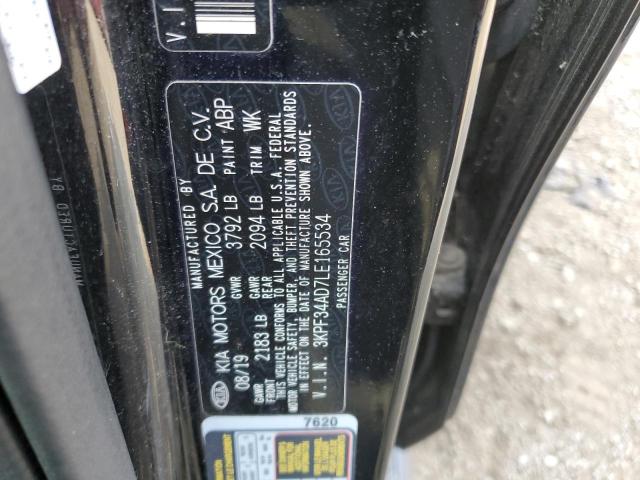 V.I
MANUFACTURED BY
KIA MOTORS MEXICO S.A. DE C.V.
08/19 GVWR 3792 LB PAINT ABP
GAWR FRONT 2183 LB GAWR REAR 2094 LB TRIM WK
THIS VEHICLE CONFORMS TO ALL APPLICABLE U.S.A. FEDERAL
MOTOR VEHICLE SAFETY, BUMPER, AND THEFT PREVENTION STANDARDS
IN EFFECT ON THE DATE OF MANUFACTURE SHOWN ABOVE.
V.I.N. 3KPF34AD7LE165534
PASSENGER CAR
KIA
7620